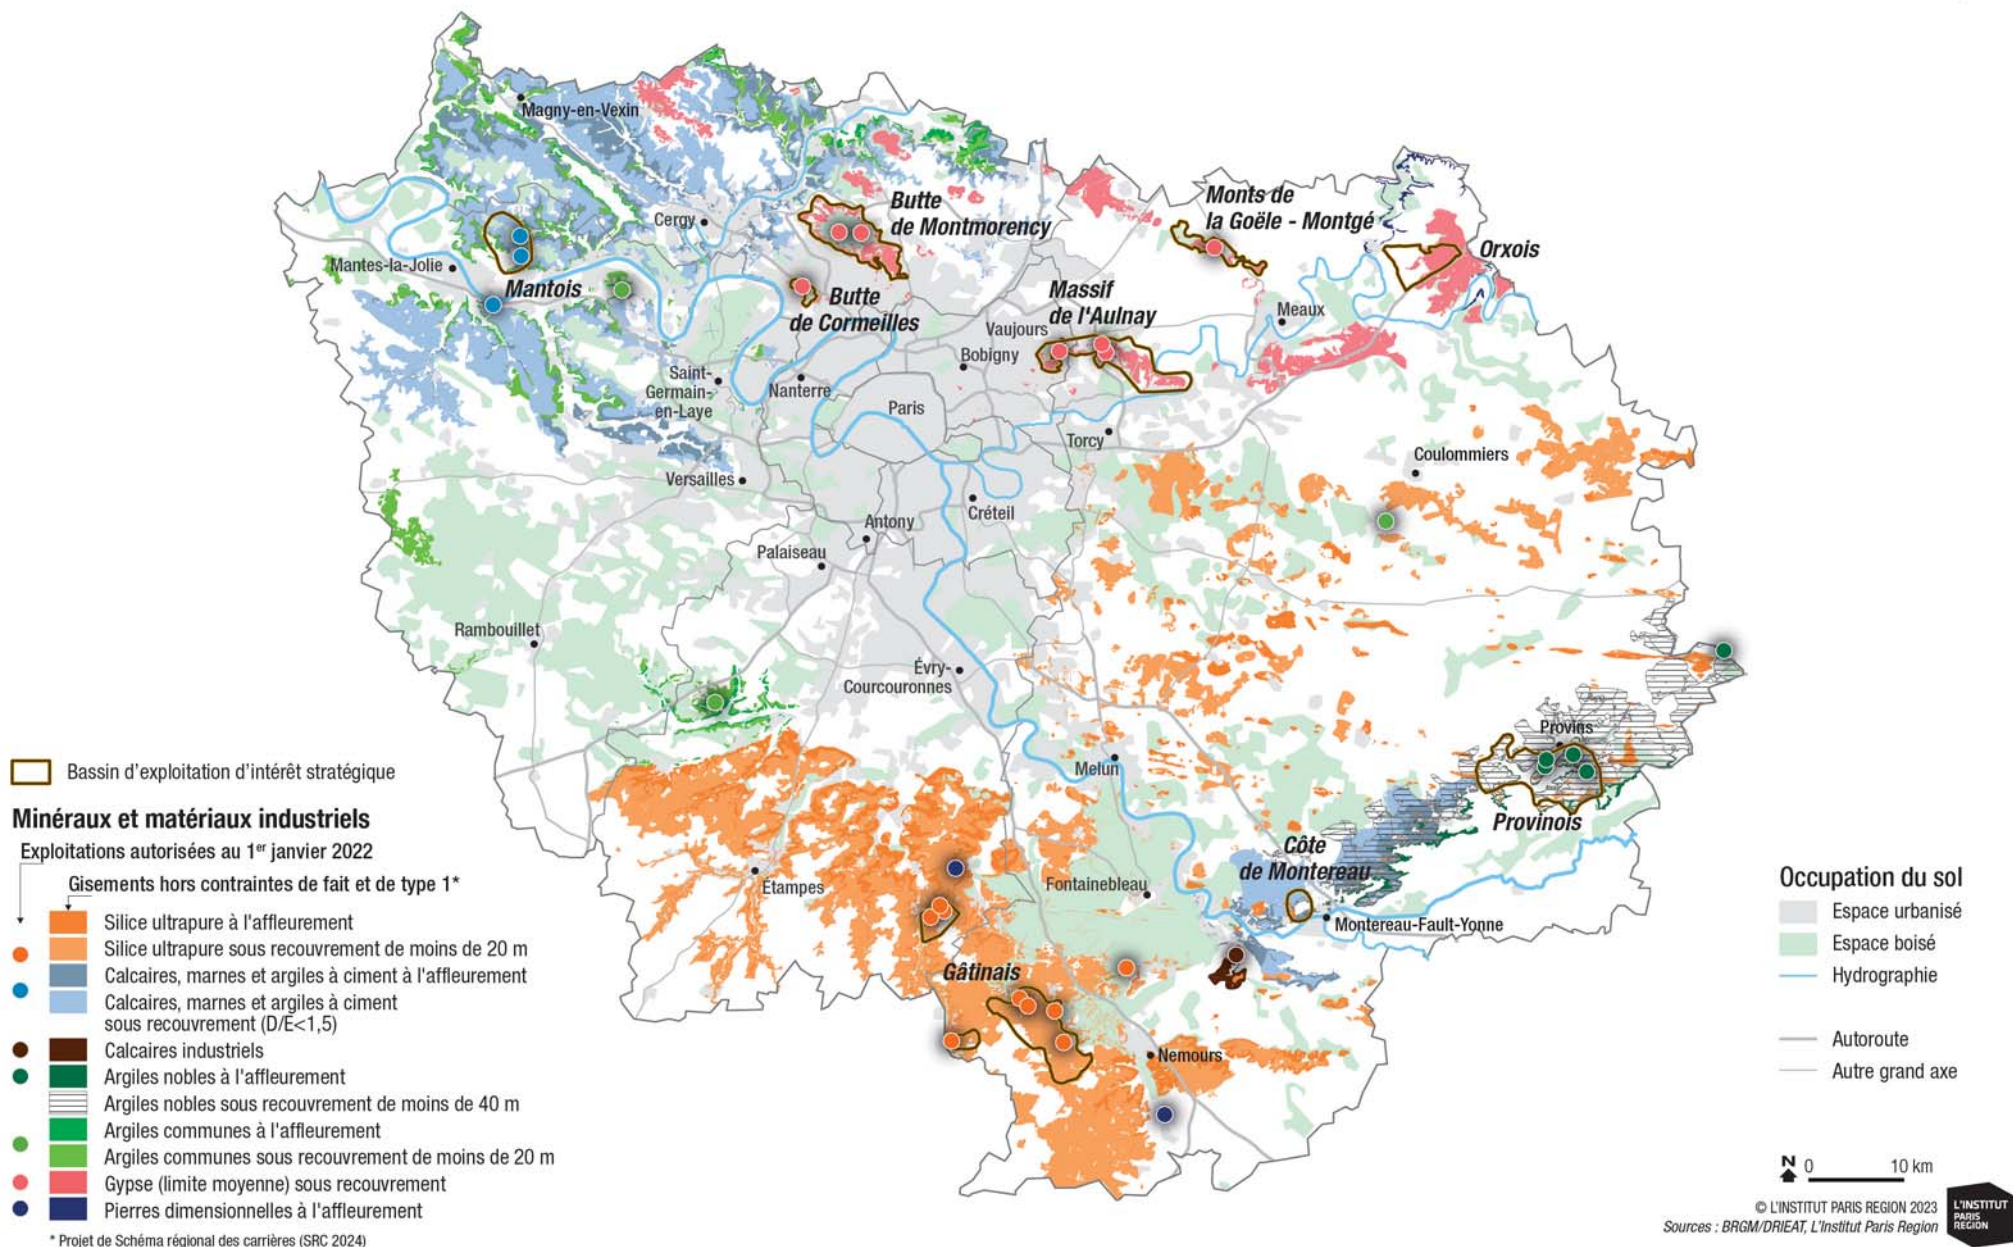 Magny-en-Vexin
Cergy
Mantes-la-Jolie
Mantois
Butte
de Montmorency
Butte
de Cormeilles
Monts de
la Goële - Montgé
Orxois
Massif
de l'Aulnay
Vaujours
Meaux
Bobigny
Saint-
Germain-
en-Laye
Nanterre
Paris
Torcy
Coulommiers
Versailles
Antony
Créteil
Palaiseau
Rambouillet
Évry-
Courcouronnes
Provins
Melun
Provinois
Côte
de Montereau
Étampes
Fontainebleau
Montereau-Fault-Yonne
Gâtinais
Nemours
Bassin d'exploitation d'intérêt stratégique
Minéraux et matériaux industriels
Exploitations autorisées au 1er janvier 2022
Gisements hors contraintes de fait et de type 1*
Silice ultrapure à l'affleurement
Silice ultrapure sous recouvrement de moins de 20 m
Calcaires, marnes et argiles à ciment à l'affleurement
Calcaires, marnes et argiles à ciment
sous recouvrement (D/E<1,5)
Calcaires industriels
Argiles nobles à l'affleurement
Argiles nobles sous recouvrement de moins de 40 m
Argiles communes à l'affleurement
Argiles communes sous recouvrement de moins de 20 m
Gypse (limite moyenne) sous recouvrement
Pierres dimensionnelles à l'affleurement
* Projet de Schéma régional des carrières (SRC 2024)
Occupation du sol
Espace urbanisé
Espace boisé
Hydrographie
Autoroute
Autre grand axe
N 0 10 km
© L'INSTITUT PARIS REGION 2023
Sources : BRGM/DRIEAT, L'Institut Paris Region
L'INSTITUT
PARIS
REGION